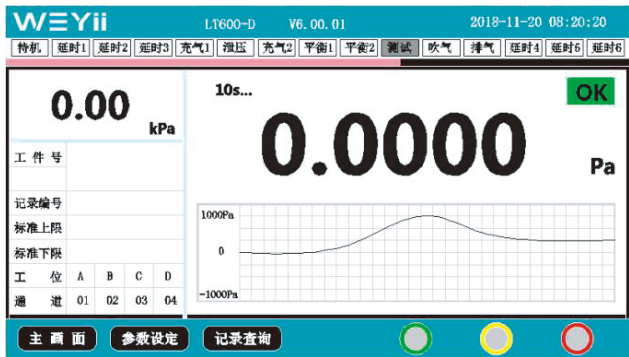 WEYii LT600-D V6.00.01 2018-11-20 08:20:20
待机 延时1 延时2 延时3 充气1 泄压 充气2 平衡1 平衡2 测试 吹气 排气 延时4 延时5 延时6
0.00 kPa
10s...
OK
0.0000 Pa
工件号
记录编号
标准上限
标准下限
工位 A B C D
通道 01 02 03 04
1000Pa
0
-1000Pa
主画面 参数设定 记录查询